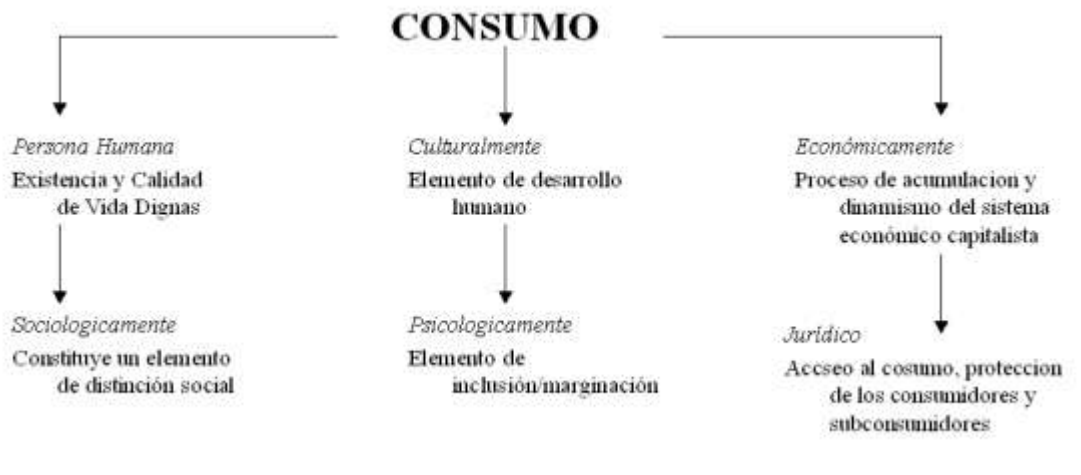 CONSUMO
Persona Humana
Existencia y Calidad
de Vida Dignas
Culturalmente
Elemento de desarrollo
humano
Económicamente
Proceso de acumulacion y
dinamismo del sistema
económico capitalista
Sociologicamente
Constituye un elemento
de distinción social
Psicologicamente
Elemento de
inclusión/marginación
Jurídico
Accseo al cosumo, proteccion
de los consumidores y
subconsumidores